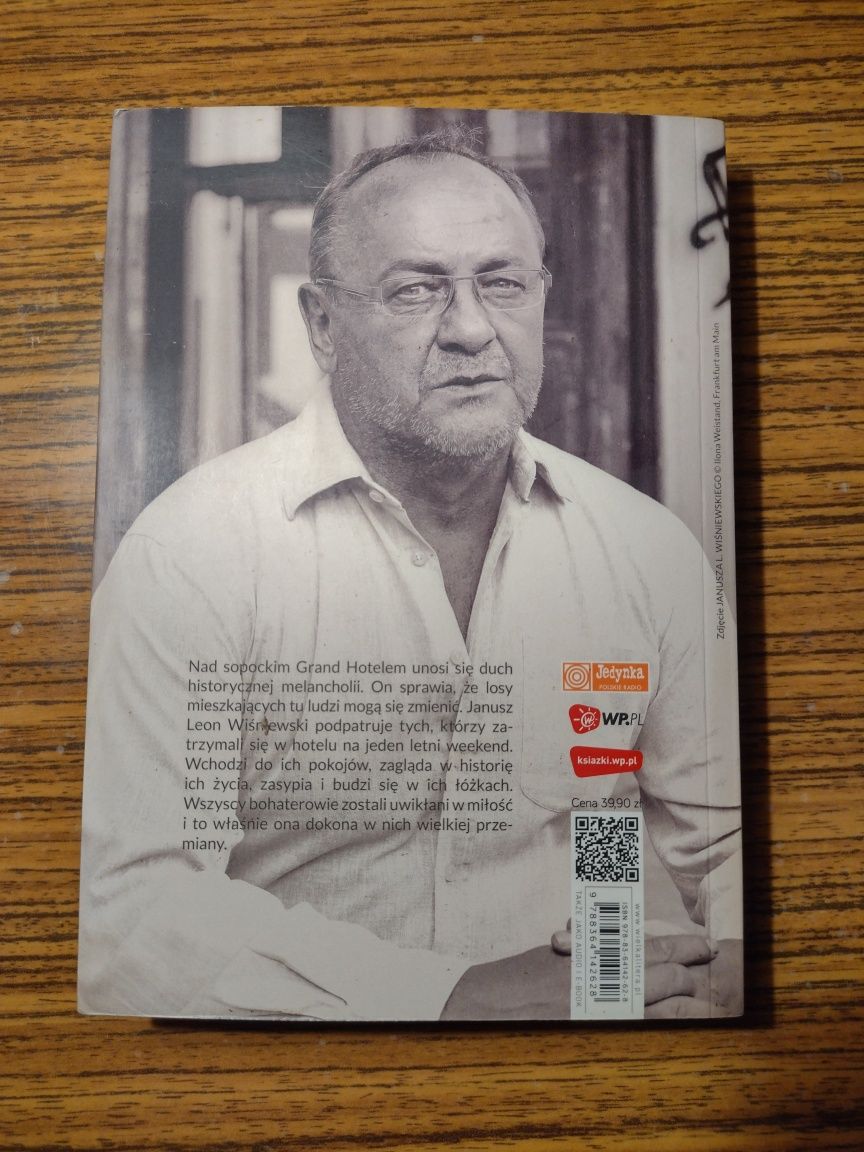 Nad sopockim Grand Hotelem unosi się duch
historycznej melancholii. On sprawia, że losy
mieszkających tu ludzi mogą się zmienić. Janusz
Leon Wiśniewski podpatruje tych, którzy za-
trzymali się w hotelu na jeden letni weekend.
Wchodzi do ich pokojów, zagląda w historię
ich życia, zasypia i budzi się w ich łóżkach.
Wszyscy bohaterowie zostali uwikłani w miłość
i to właśnie ona dokona w nich wielkiej prze-
miany.
Jedynka
POLSKIE RADIO
W WP.PL
ksiazki.wp.pl
Cena 39,90 zł
www.wielkalitera.pl
ISBN 978-83-64142-62-8
9 788364 142628
TAKŻE JAKO AUDIO I E-BOOK
Zdjęcie JANUSZA L. WIŚNIEWSKIEGO © Ilona Weistand, Frankfurt am Main